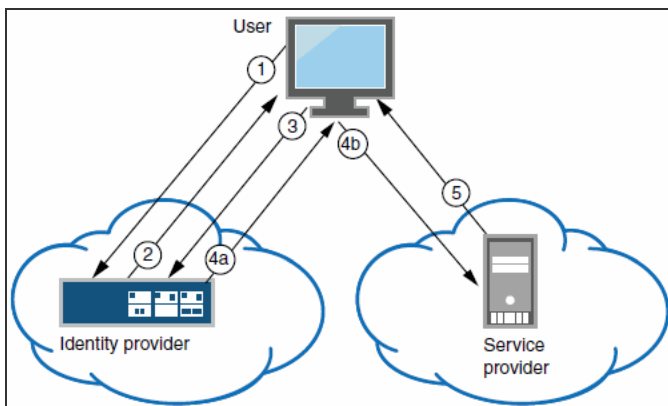 User
1
3
4b
5
2
4a
Identity provider
Service
provider